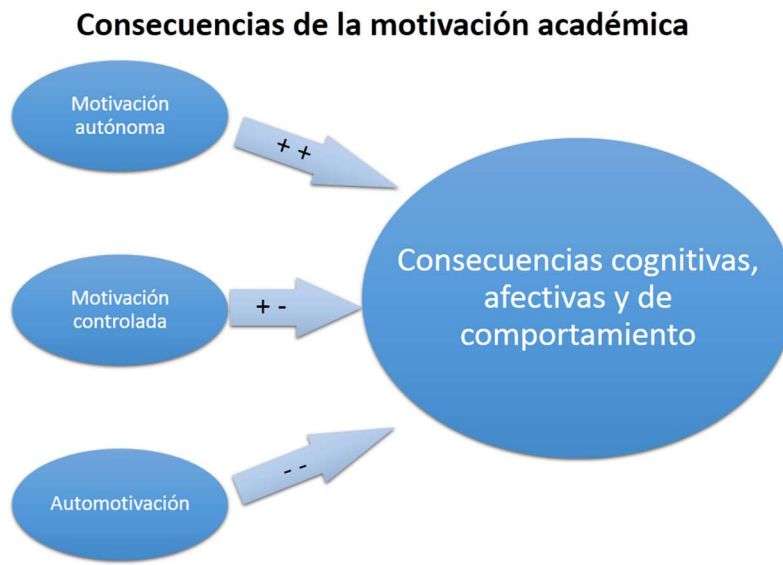 Consecuencias de la motivación académica
Motivación
autónoma
+ +
Motivación
controlada
+ -
Automotivación
- -
Consecuencias cognitivas,
afectivas y de
comportamiento